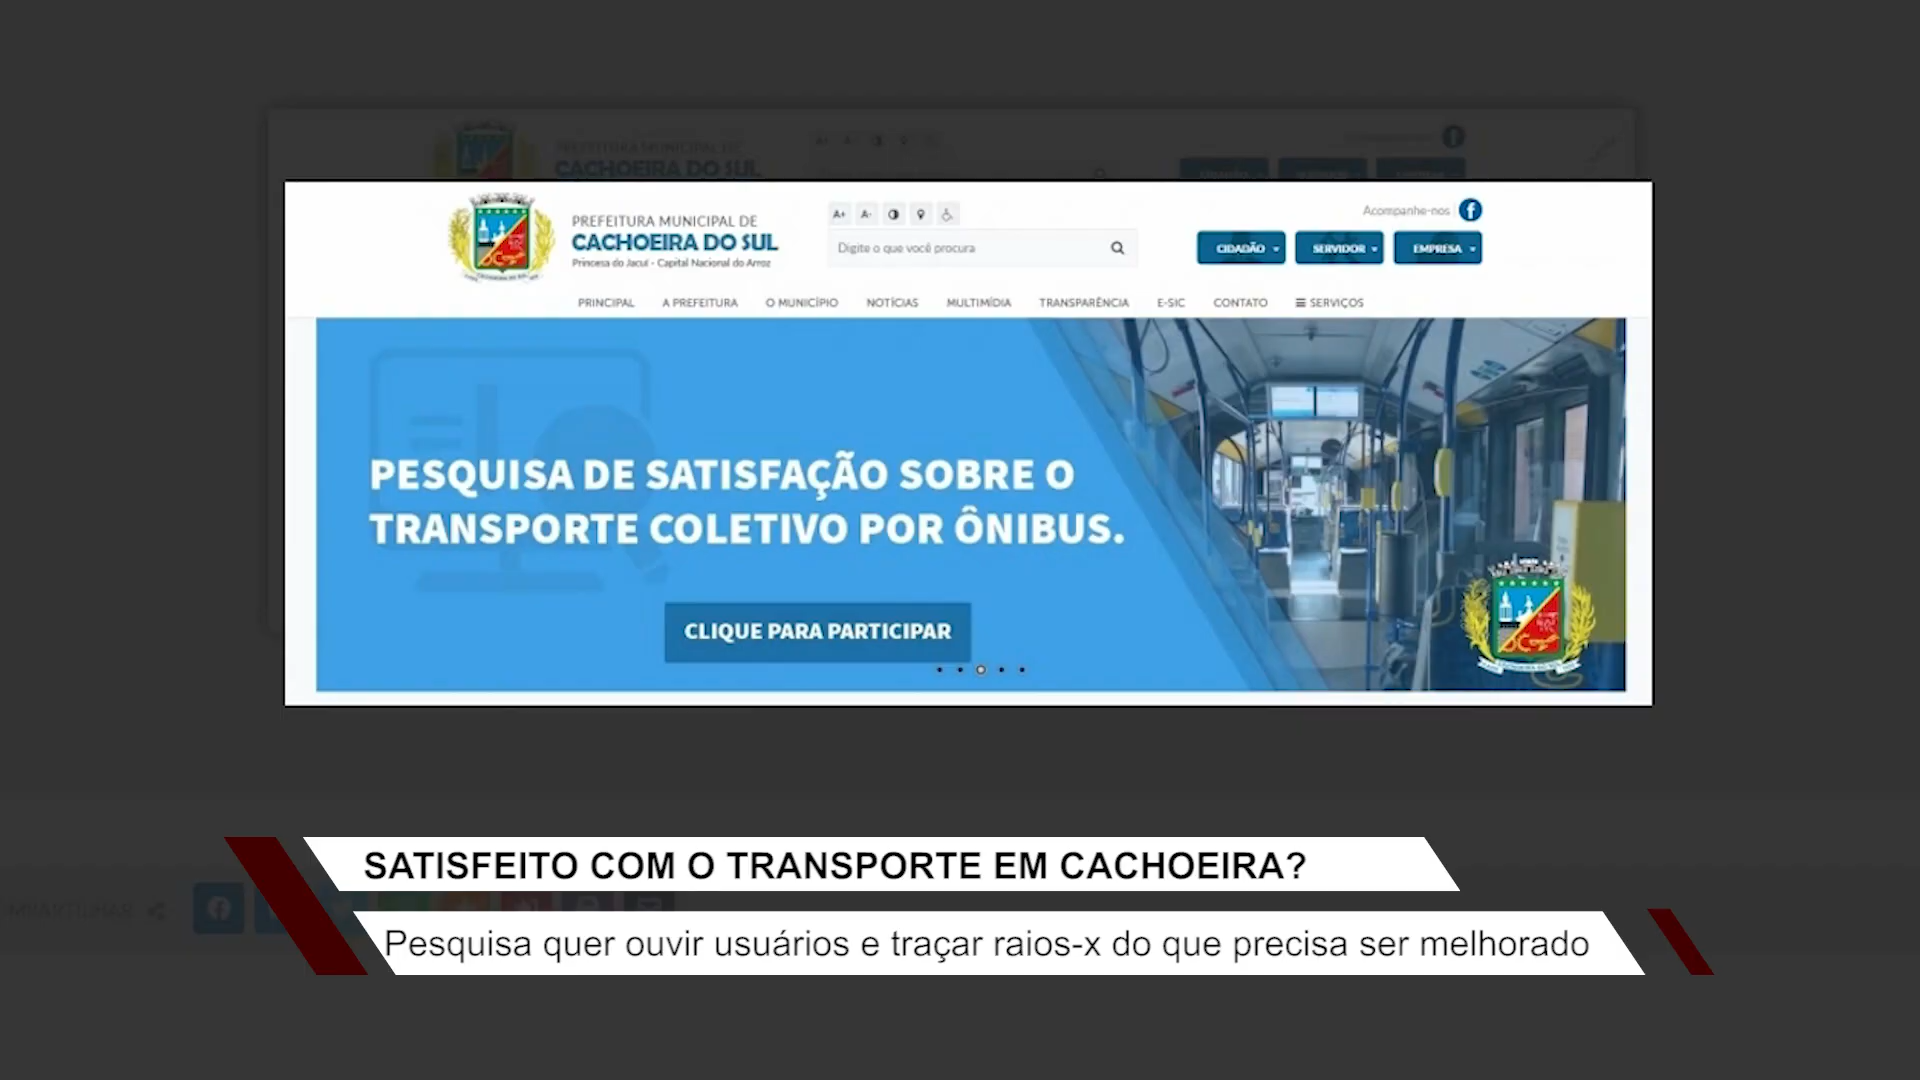 PREFEITURA MUNICIPAL DE
CACHOEIRA DO SUL
Princesa do Jacuí - Capital Nacional do Arroz
A+ A-
Digite o que você procura
Acompanhe-nos
CIDADÃO SERVIDOR EMPRESA
PRINCIPAL A PREFEITURA O MUNICÍPIO NOTÍCIAS MULTIMÍDIA TRANSPARÊNCIA E-SIC CONTATO SERVIÇOS
PESQUISA DE SATISFAÇÃO SOBRE O
TRANSPORTE COLETIVO POR ÔNIBUS.
CLIQUE PARA PARTICIPAR
SATISFEITO COM O TRANSPORTE EM CACHOEIRA?
Pesquisa quer ouvir usuários e traçar raios-x do que precisa ser melhorado